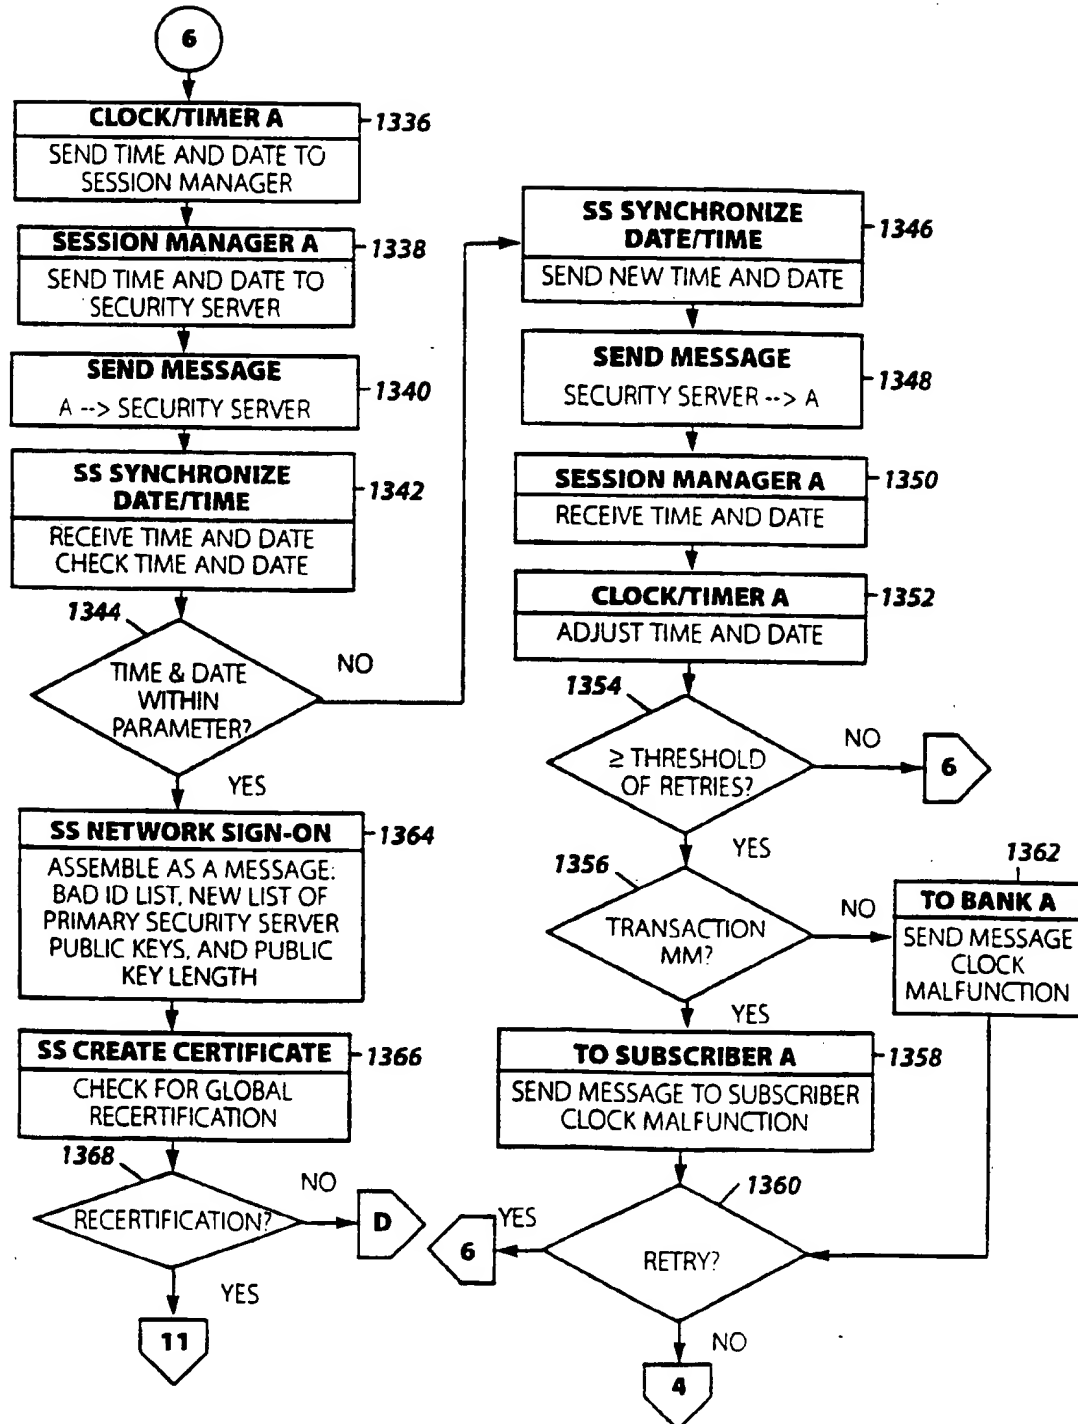 6
CLOCK/TIMER A
1336
SEND TIME AND DATE TO
SESSION MANAGER
SESSION MANAGER A
1338
SEND TIME AND DATE TO
SECURITY SERVER
SEND MESSAGE
1340
A --> SECURITY SERVER
SS SYNCHRONIZE
DATE/TIME
1342
RECEIVE TIME AND DATE
CHECK TIME AND DATE
1344
TIME & DATE
WITHIN
PARAMETER?
NO
YES
SS NETWORK SIGN-ON
1364
ASSEMBLE AS A MESSAGE:
BAD ID LIST, NEW LIST OF
PRIMARY SECURITY SERVER
PUBLIC KEYS, AND PUBLIC
KEY LENGTH
SS CREATE CERTIFICATE
1366
CHECK FOR GLOBAL
RECERTIFICATION
1368
RECERTIFICATION?
NO
D
YES
11
SS SYNCHRONIZE
DATE/TIME
1346
SEND NEW TIME AND DATE
SEND MESSAGE
1348
SECURITY SERVER --> A
SESSION MANAGER A
1350
RECEIVE TIME AND DATE
CLOCK/TIMER A
1352
ADJUST TIME AND DATE
1354
≥ THRESHOLD
OF RETRIES?
NO
6
YES
1356
TRANSACTION
MM?
NO
1362
TO BANK A
SEND MESSAGE
CLOCK
MALFUNCTION
YES
TO SUBSCRIBER A
1358
SEND MESSAGE TO SUBSCRIBER
CLOCK MALFUNCTION
1360
RETRY?
YES
6
NO
4